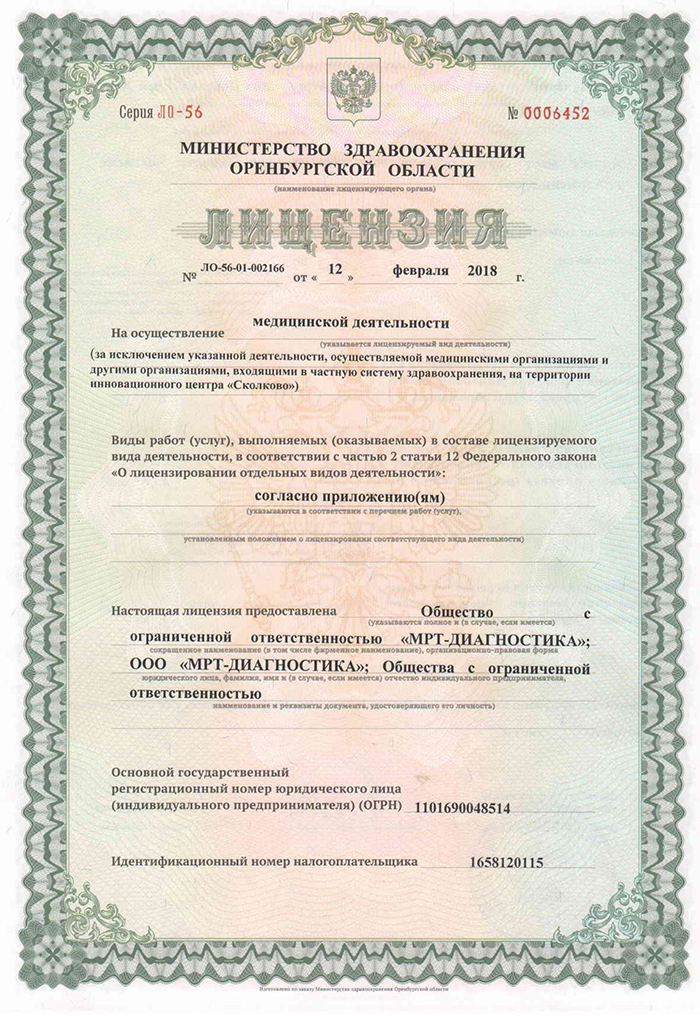 Серия ЛО-56
№ 0006452
МИНИСТЕРСТВО ЗДРАВООХРАНЕНИЯ
ОРЕНБУРГСКОЙ ОБЛАСТИ
(наименование лицензирующего органа)
ЛИЦЕНЗИЯ
№ ЛО-56-01-002166 от « 12 » февраля 2018 г.
На осуществление медицинской деятельности
(указывается лицензируемый вид деятельности)
(за исключением указанной деятельности, осуществляемой медицинскими организациями и
другими организациями, входящими в частную систему здравоохранения, на территории
инновационного центра «Сколково»)
Виды работ (услуг), выполняемых (оказываемых) в составе лицензируемого
вида деятельности, в соответствии с частью 2 статьи 12 Федерального закона
«О лицензировании отдельных видов деятельности»:
согласно приложению(ям)
(указываются в соответствии с перечнем работ (услуг),
установленным положением о лицензировании соответствующего вида деятельности)
Настоящая лицензия предоставлена Общество с
(указываются полное и (в случае, если имеется)
ограниченной ответственностью «МРТ-ДИАГНОСТИКА»;
сокращенное наименование (в том числе фирменное наименование), организационно-правовая форма
ООО «МРТ-ДИАГНОСТИКА»; Общества с ограниченной
юридического лица, фамилия, имя и (в случае, если имеется) отчество индивидуального предпринимателя,
ответственностью
наименование и реквизиты документа, удостоверяющего его личность)
Основной государственный
регистрационный номер юридического лица
(индивидуального предпринимателя) (ОГРН) 1101690048514
Идентификационный номер налогоплательщика 1658120115
Изготовлено по заказу Министерства здравоохранения Оренбургской области